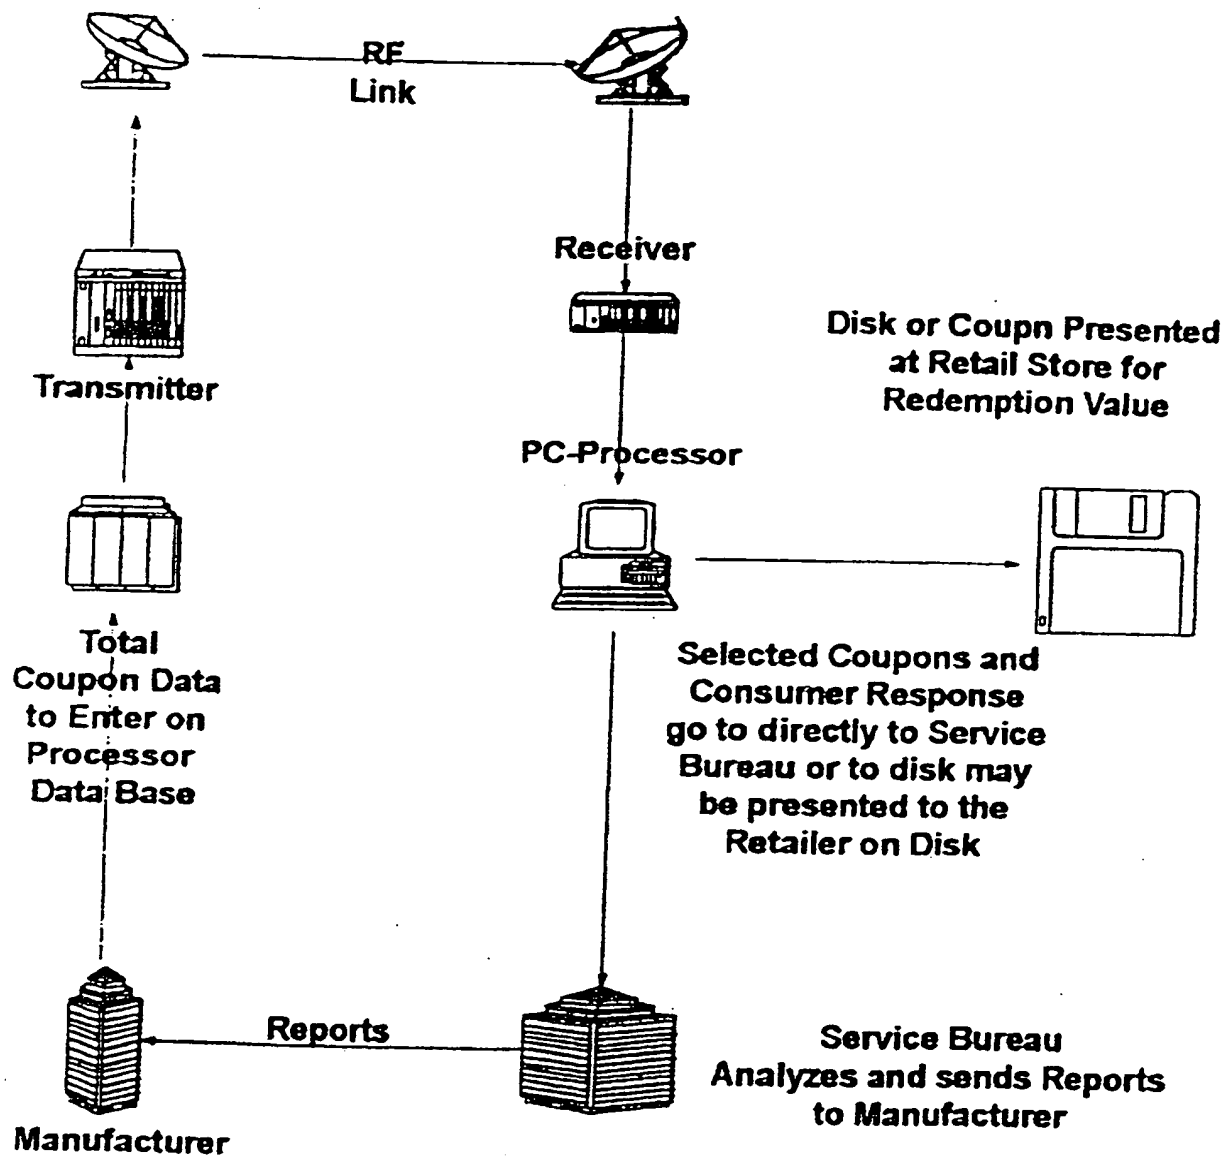 RF
Link
Receiver
Disk or Coupn Presented
at Retail Store for
Redemption Value
Transmitter
PC-Processor
Total
Coupon Data
to Enter on
Processor
Data Base
Selected Coupons and
Consumer Response
go to directly to Service
Bureau or to disk may
be presented to the
Retailer on Disk
Reports
Service Bureau
Analyzes and sends Reports
to Manufacturer
Manufacturer